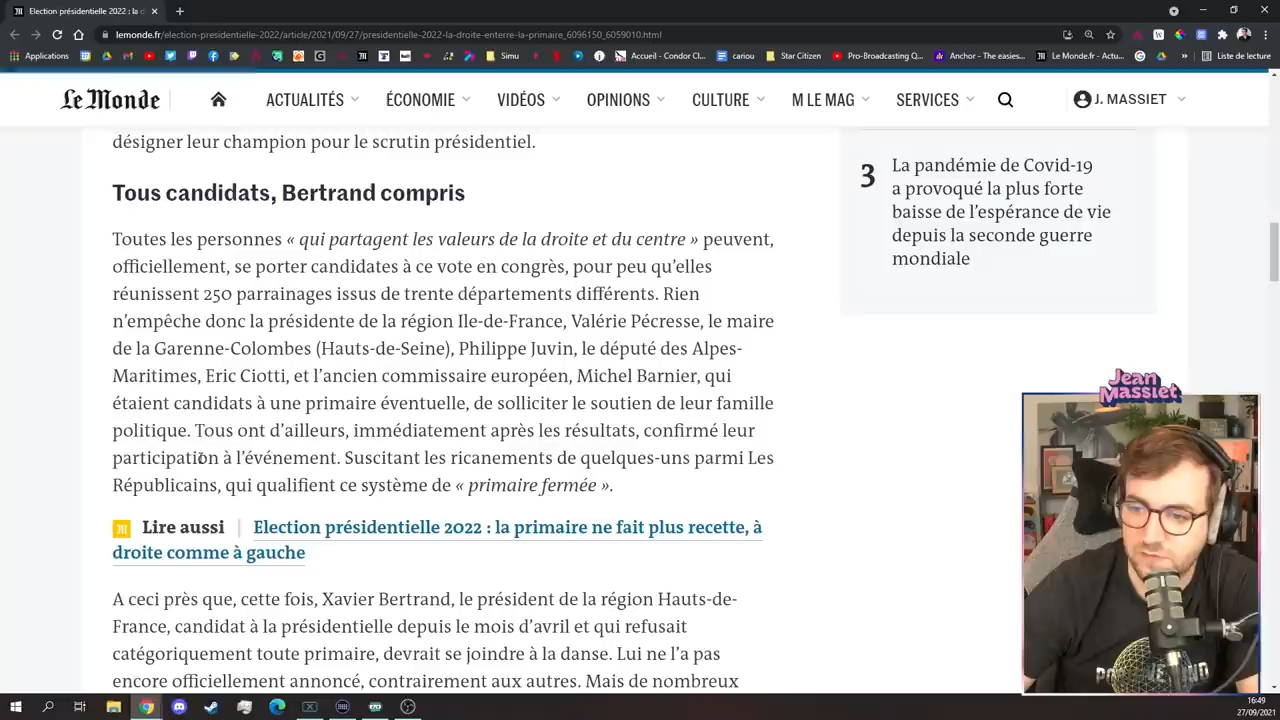 Election présidentielle 2022 : la d
lemonde.fr/election-presidentielle-2022/article/2021/09/27/presidentielle-2022-la-droite-enterre-la-primaire_6096150_6059010.html
Applications
Simu
Accueil - Condor Cl...
cariou
Star Citizen
Pro-Broadcasting Q...
Anchor - The easies...
Le Monde.fr - Actu...
Liste de lecture
Le Monde
ACTUALITÉS
ÉCONOMIE
VIDÉOS
OPINIONS
CULTURE
M LE MAG
SERVICES
J. MASSIET
désigner leur champion pour le scrutin présidentiel.
Tous candidats, Bertrand compris
Toutes les personnes « qui partagent les valeurs de la droite et du centre » peuvent,
officiellement, se porter candidates à ce vote en congrès, pour peu qu’elles
réunissent 250 parrainages issus de trente départements différents. Rien
n’empêche donc la présidente de la région Ile-de-France, Valérie Pécresse, le maire
de la Garenne-Colombes (Hauts-de-Seine), Philippe Juvin, le député des Alpes-
Maritimes, Eric Ciotti, et l’ancien commissaire européen, Michel Barnier, qui
étaient candidats à une primaire éventuelle, de solliciter le soutien de leur famille
politique. Tous ont d’ailleurs, immédiatement après les résultats, confirmé leur
participation à l’événement. Suscitant les ricanements de quelques-uns parmi Les
Républicains, qui qualifient ce système de « primaire fermée ».
Lire aussi | Election présidentielle 2022 : la primaire ne fait plus recette, à
droite comme à gauche
A ceci près que, cette fois, Xavier Bertrand, le président de la région Hauts-de-
France, candidat à la présidentielle depuis le mois d’avril et qui refusait
catégoriquement toute primaire, devrait se joindre à la danse. Lui ne l’a pas
encore officiellement annoncé, contrairement aux autres. Mais de nombreux
3
La pandémie de Covid-19
a provoqué la plus forte
baisse de l’espérance de vie
depuis la seconde guerre
mondiale
Jean
Massiet
16:49
27/09/2021